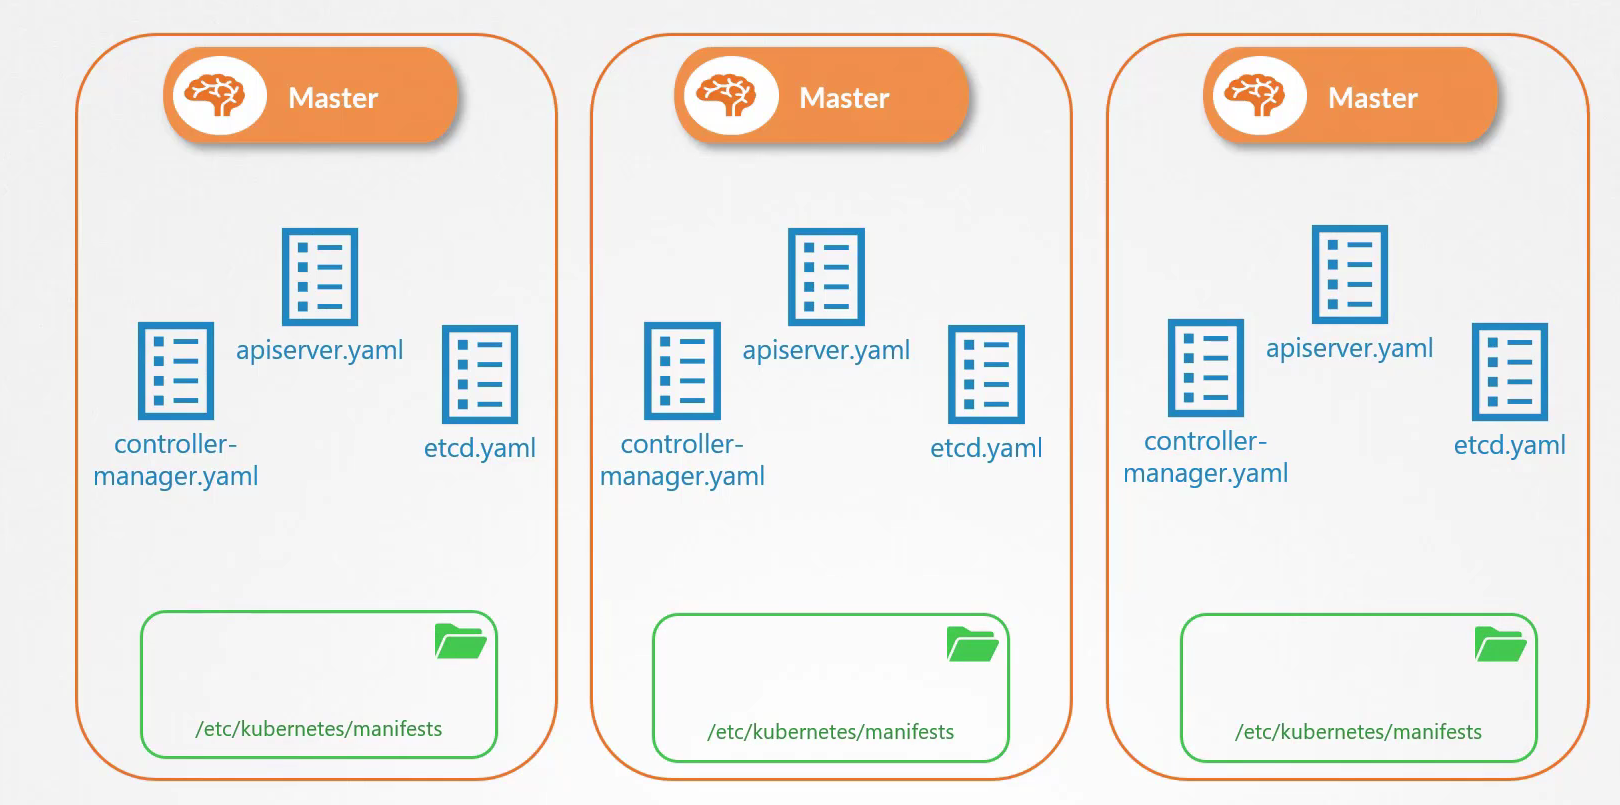 Master
apiserver.yaml
controller-
manager.yaml
etcd.yaml
/etc/kubernetes/manifests
Master
apiserver.yaml
controller-
manager.yaml
etcd.yaml
/etc/kubernetes/manifests
Master
apiserver.yaml
controller-
manager.yaml
etcd.yaml
/etc/kubernetes/manifests